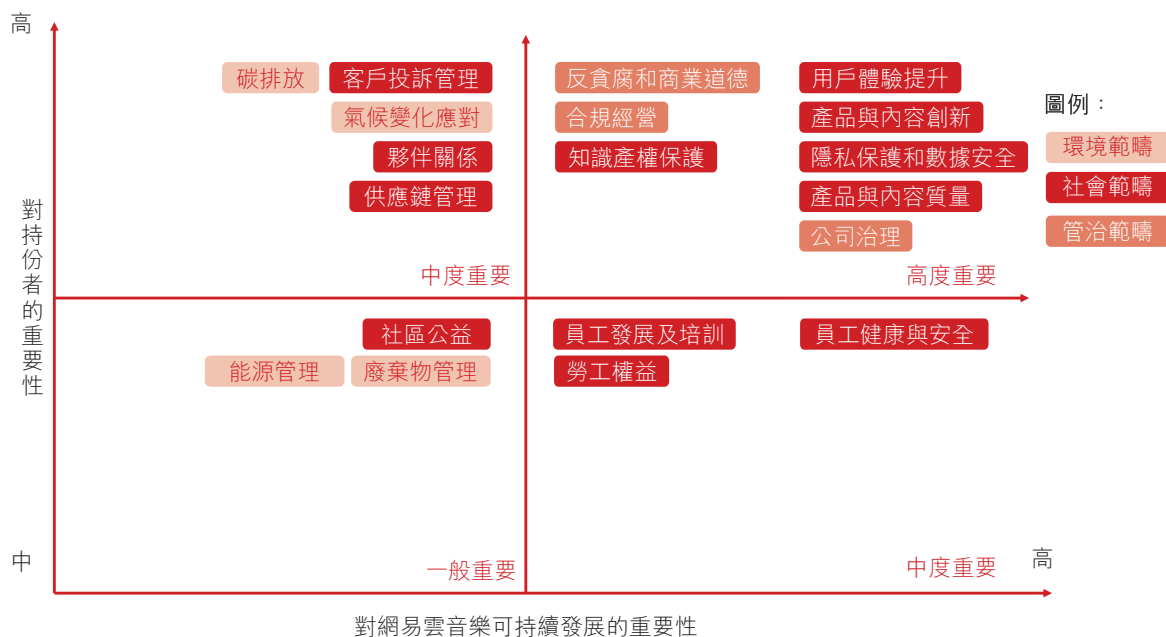 高
碳排放
客戶投訴管理
反貪腐和商業道德
用戶體驗提升
圖例：
氣候變化應對
合規經營
產品與內容創新
環境範疇
夥伴關係
知識產權保護
隱私保護和數據安全
社會範疇
供應鏈管理
產品與內容質量
管治範疇
公司治理
對持份者的重要性
中度重要
高度重要
社區公益
員工發展及培訓
員工健康與安全
能源管理
廢棄物管理
勞工權益
中
一般重要
中度重要
高
對網易雲音樂可持續發展的重要性